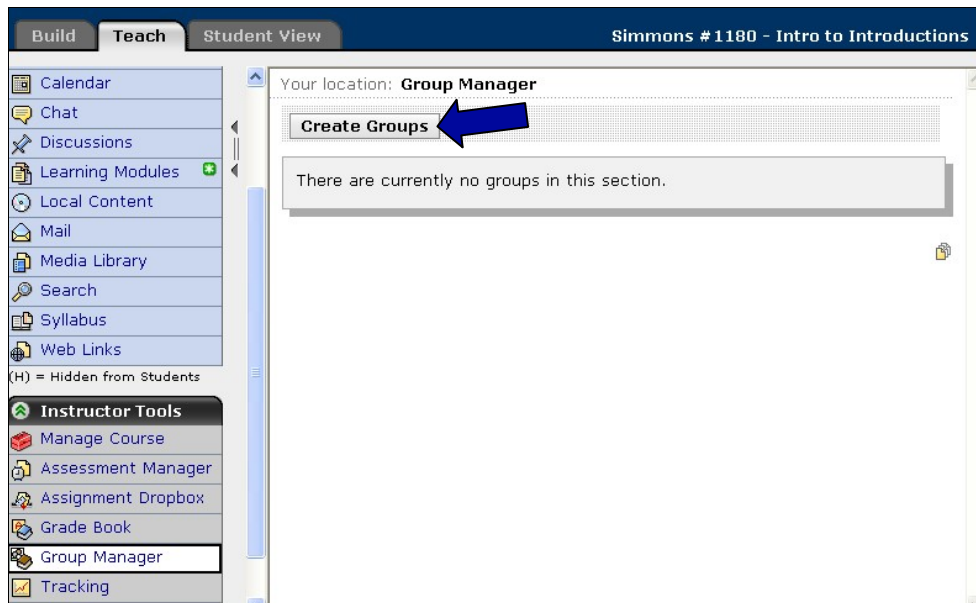 Build Teach Student View Simmons #1180 - Intro to Introductions
Calendar
Chat
Discussions
Learning Modules
Local Content
Mail
Media Library
Search
Syllabus
Web Links
(H) = Hidden from Students
Instructor Tools
Manage Course
Assessment Manager
Assignment Dropbox
Grade Book
Group Manager
Tracking
Your location: Group Manager
Create Groups
There are currently no groups in this section.